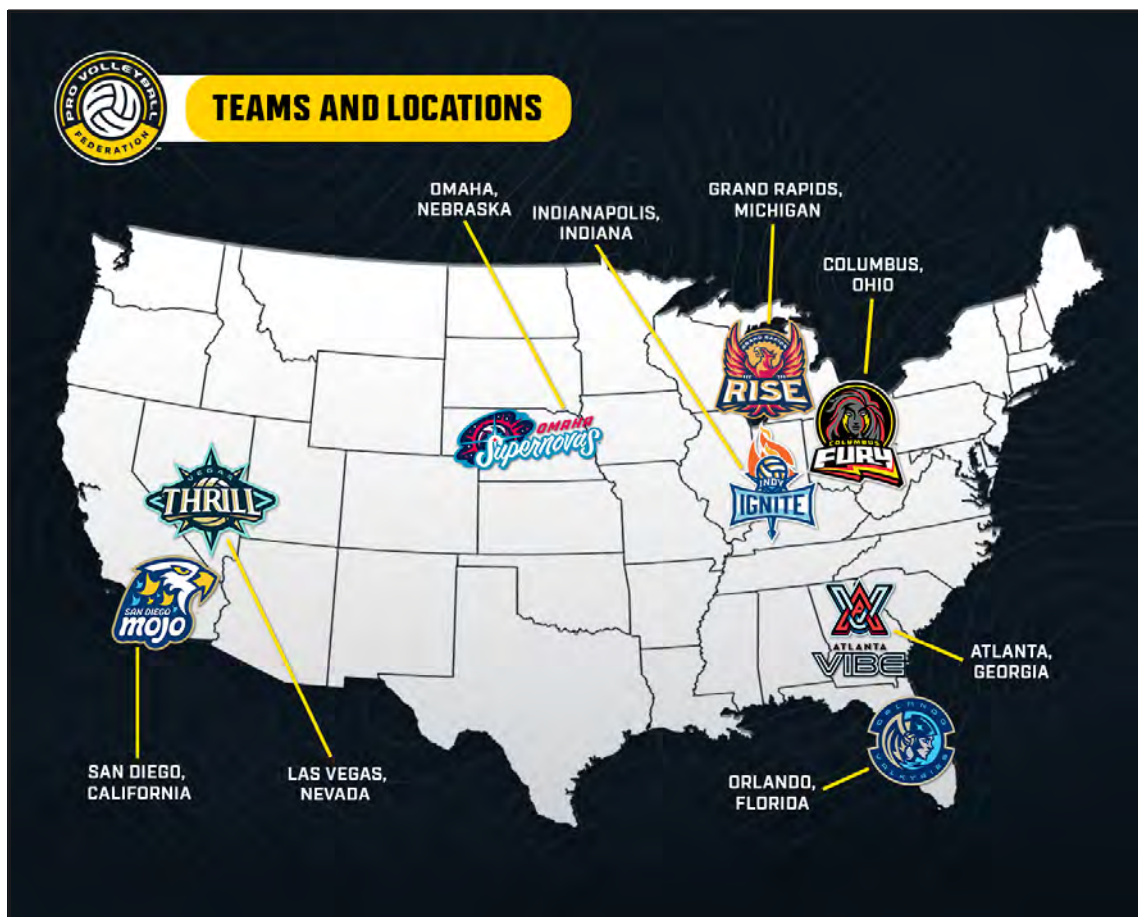 PRO VOLLEYBALL
FEDERATION
TEAMS AND LOCATIONS
OMAHA,
NEBRASKA
INDIANAPOLIS,
INDIANA
GRAND RAPIDS,
MICHIGAN
COLUMBUS,
OHIO
GRAND RAPIDS
RISE
COLUMBUS
FURY
OMAHA
Supernovas
INDY
IGNITE
VEGAS
THRILL
SAN DIEGO
mojo
ATLANTA
VIBE
ATLANTA,
GEORGIA
ORLANDO
VALKYRIES
SAN DIEGO,
CALIFORNIA
LAS VEGAS,
NEVADA
ORLANDO,
FLORIDA